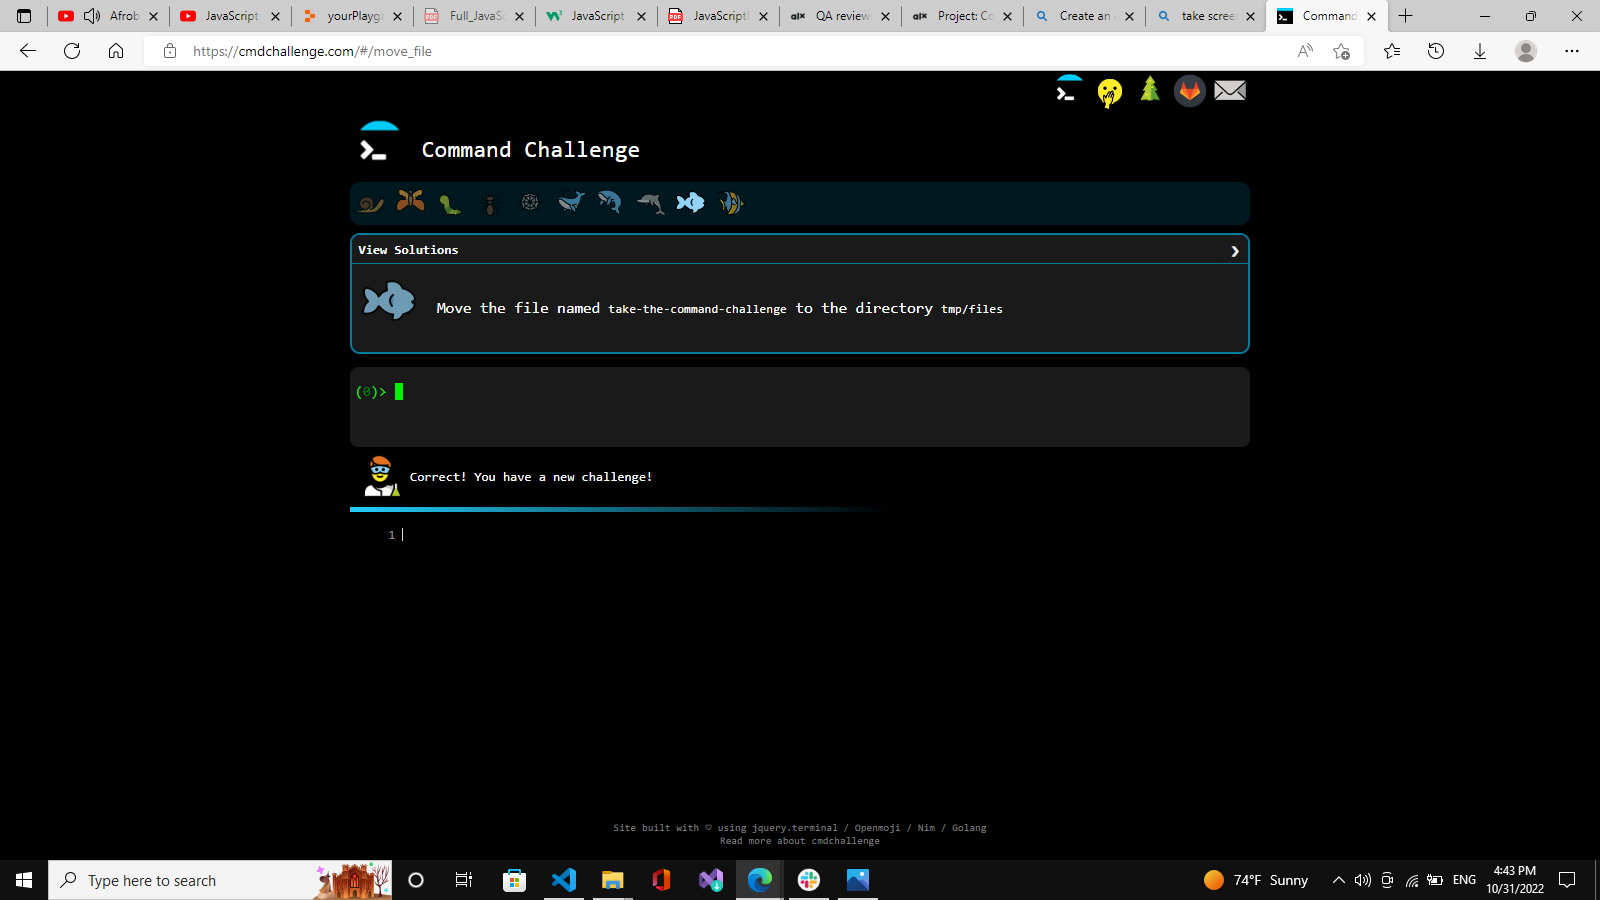 Afrob
JavaScript
yourPlaygr
Full_JavaSc
JavaScript
JavaScript
QA review
Project: Co
Create an
take scree
Command
https://cmdchallenge.com/#/move_file
Command Challenge
View Solutions
Move the file named take-the-command-challenge to the directory tmp/files
(0)>
Correct! You have a new challenge!
1
Site built with ♡ using jquery.terminal / Openmoji / Nim / Golang
Read more about cmdchallenge
Type here to search
74°F Sunny
ENG
4:43 PM
10/31/2022